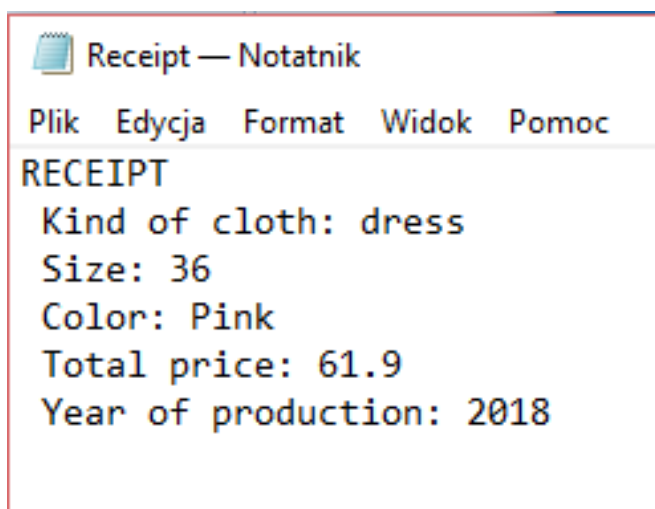 Receipt — Notatnik
Plik Edycja Format Widok Pomoc
RECEIPT
Kind of cloth: dress
Size: 36
Color: Pink
Total price: 61.9
Year of production: 2018